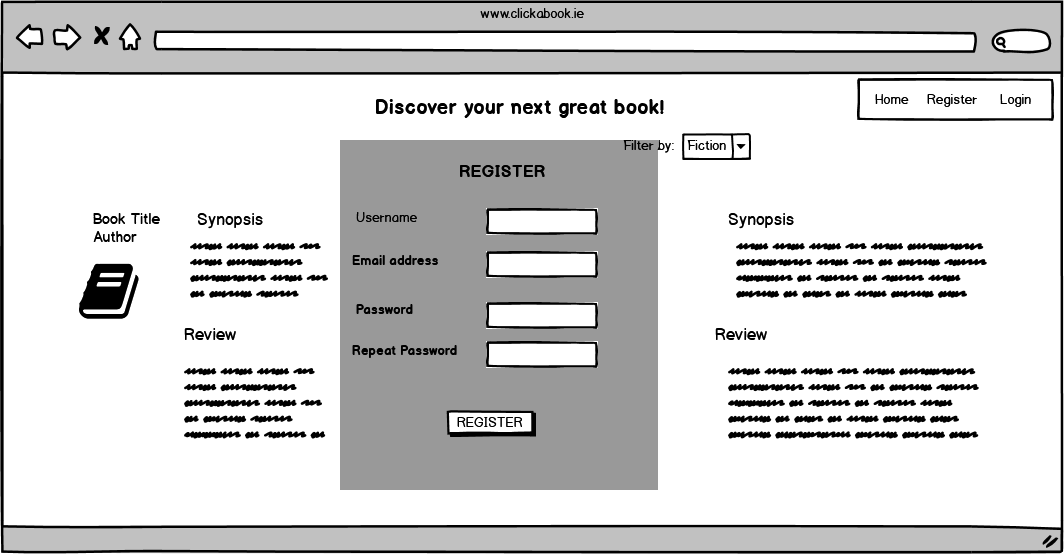 www.clickabook.ie
Home Register Login
Discover your next great book!
Filter by: Fiction
REGISTER
Username
Email address
Password
Repeat Password
REGISTER
Book Title
Author
Synopsis
Review
Synopsis
Review